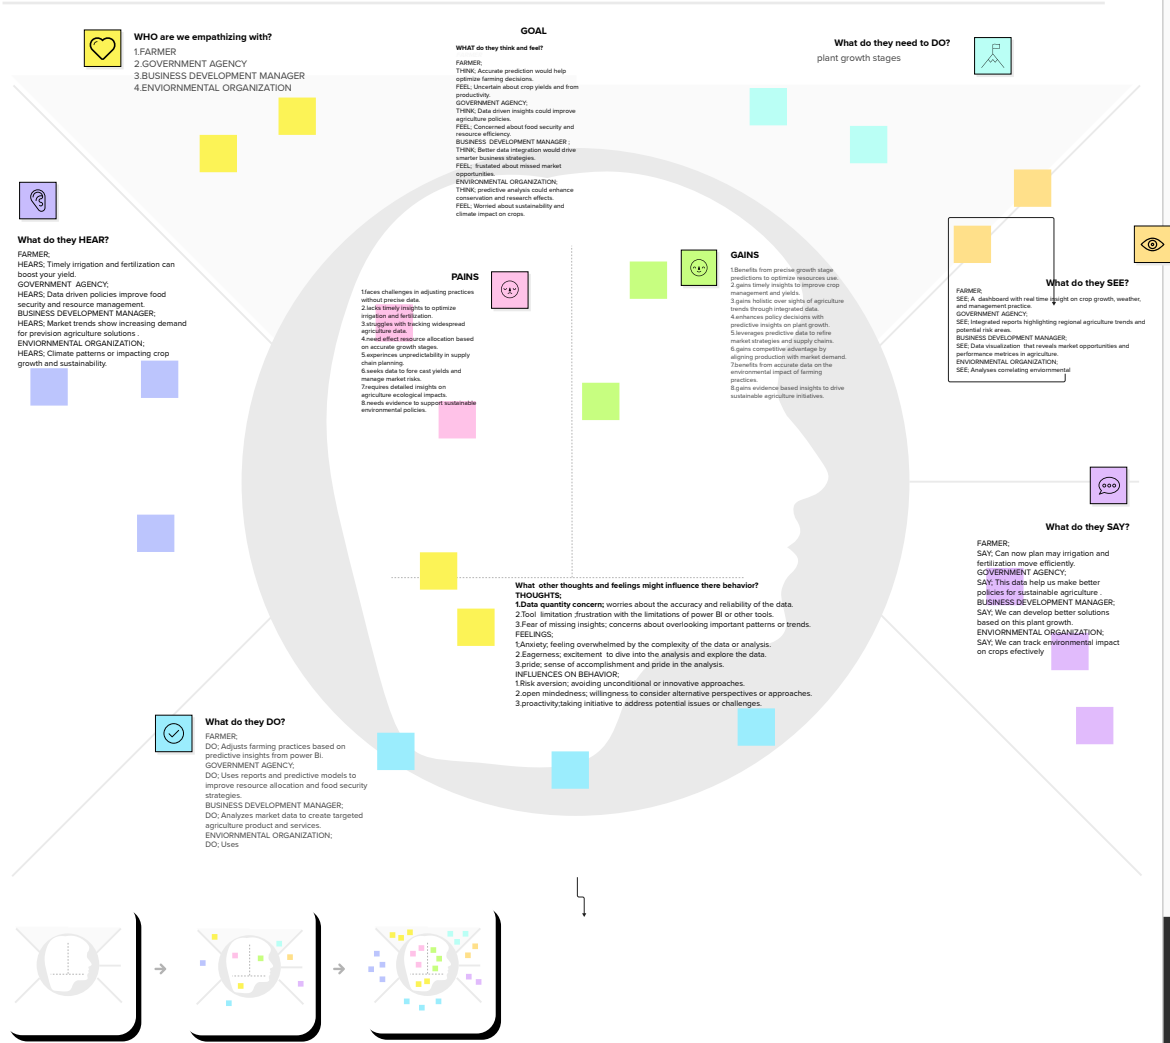 WHO are we empathizing with?
1.FARMER
2.GOVERNMENT AGENCY
3.BUSINESS DEVELOPMENT MANAGER
4.ENVIORNMENTAL ORGANIZATION
GOAL
WHAT do they think and feel?
FARMER;
THINK; Accurate prediction would help
optimize farming decisions.
FEEL; Uncertain about crop yields and from
productivity.
GOVERNMENT AGENCY;
THINK; Data driven insights could improve
agriculture policies.
FEEL; Concerned about food security and
resource efficiency.
BUSINESS DEVELOPMENT MANAGER ;
THINK; Better data integration would drive
smarter business strategies.
FEEL; frustated about missed market
opportunities.
ENVIRONMENTAL ORGANIZATION;
THINK; predictive analysis could enhance
conservation and research effects.
FEEL; Worried about sustainability and
climate impact on crops.
What do they need to DO?
plant growth stages
What do they HEAR?
FARMER;
HEARS; Timely irrigation and fertilization can
boost your yield.
GOVERNMENT AGENCY;
HEARS; Data driven policies improve food
security and resource management.
BUSINESS DEVELOPMENT MANAGER;
HEARS; Market trends show increasing demand
for prevision agriculture solutions .
ENVIORNMENTAL ORGANIZATION;
HEARS; Climate patterns or impacting crop
growth and sustainability.
PAINS
1.faces challenges in adjusting practices
without precise data.
2.lacks timely insights to optimize
irrigation and fertilization.
3.struggles with tracking widespread
agriculture data.
4.need effect resource allocation based
on accurate growth stages.
5.experinces unpredictability in supply
chain planning.
6.seeks data to fore cast yields and
manage market risks.
7.requires detailed insights on
agriculture ecological impacts.
8.needs evidence to support sustainable
environmental policies.
GAINS
1.Benefits from precise growth stage
predictions to optimize resources use.
2.gains timely insights to improve crop
management and yields.
3.gains holistic over sights of agriculture
trends through integrated data.
4.enhances policy decisions with
predictive insights on plant growth.
5.leverages predictive data to refine
market strategies and supply chains.
6.gains competitive advantage by
aligning production with market demand.
7.benefits from accurate data on the
environmental impact of farming
practices.
8.gains evidence based insights to drive
sustainable agriculture initiatives.
What do they SEE?
FARMER;
SEE; A dashboard with real time insight on crop growth, weather,
and management practice.
GOVERNMENT AGENCY;
SEE; Integrated reports highlighting regional agriculture trends and
potential risk areas.
BUSINESS DEVELOPMENT MANAGER;
SEE; Data visualization that reveals market opportunities and
performance metrices in agriculture.
ENVIORNMENTAL ORGANIZATION;
SEE; Analyses correlating enviornmental
What do they SAY?
FARMER;
SAY; Can now plan may irrigation and
fertilization move efficiently.
GOVERNMENT AGENCY;
SAY; This data help us make better
policies for sustainable agriculture .
BUSINESS DEVELOPMENT MANAGER;
SAY; We can develop better solutions
based on this plant growth.
ENVIORNMENTAL ORGANIZATION;
SAY; We can track environmental impact
on crops efectively
What other thoughts and feelings might influence there behavior?
THOUGHTS;
1.Data quantity concern; worries about the accuracy and reliability of the data.
2.Tool limitation ;frustration with the limitations of power BI or other tools.
3.Fear of missing insights; concerns about overlooking important patterns or trends.
FEELINGS;
1;Anxiety; feeling overwhelmed by the complexity of the data or analysis.
2.Eagerness; excitement to dive into the analysis and explore the data.
3.pride; sense of accomplishment and pride in the analysis.
INFLUENCES ON BEHAVIOR;
1.Risk aversion; avoiding unconditional or innovative approaches.
2.open mindedness; willingness to consider alternative perspectives or approaches.
3.proactivity;taking initiative to address potential issues or challenges.
What do they DO?
FARMER;
DO; Adjusts farming practices based on
predictive insights from power Bi.
GOVERNMENT AGENCY;
DO; Uses reports and predictive models to
improve resource allocation and food security
strategies.
BUSINESS DEVELOPMENT MANAGER;
DO; Analyzes market data to create targeted
agriculture product and services.
ENVIORNMENTAL ORGANIZATION;
DO; Uses